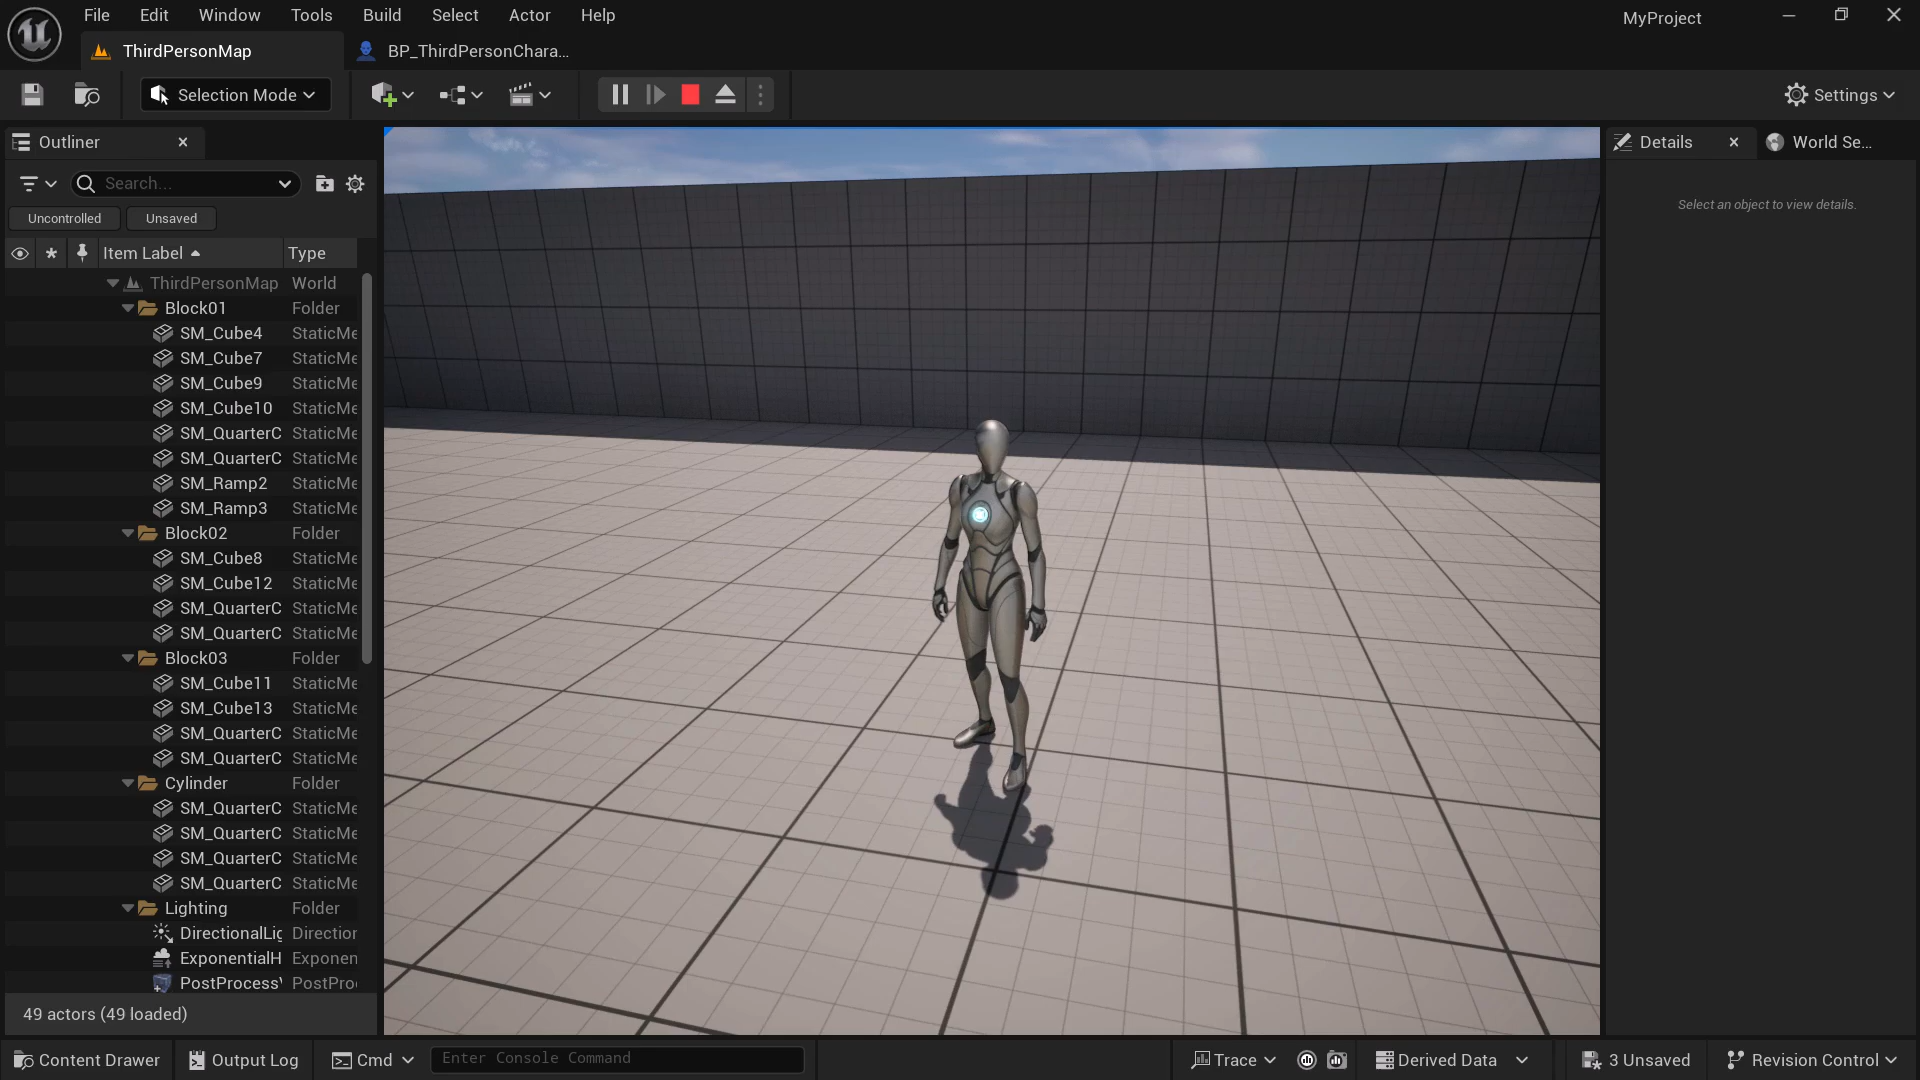 File Edit Window Tools Build Select Actor Help
MyProject
ThirdPersonMap
BP_ThirdPersonChara...
Selection Mode
Settings
Outliner
Search...
Uncontrolled
Unsaved
Item Label
Type
ThirdPersonMap World
Block01 Folder
SM_Cube4 StaticMe
SM_Cube7 StaticMe
SM_Cube9 StaticMe
SM_Cube10 StaticMe
SM_QuarterC StaticMe
SM_QuarterC StaticMe
SM_Ramp2 StaticMe
SM_Ramp3 StaticMe
Block02 Folder
SM_Cube8 StaticMe
SM_Cube12 StaticMe
SM_QuarterC StaticMe
SM_QuarterC StaticMe
Block03 Folder
SM_Cube11 StaticMe
SM_Cube13 StaticMe
SM_QuarterC StaticMe
SM_QuarterC StaticMe
Cylinder Folder
SM_QuarterC StaticMe
SM_QuarterC StaticMe
SM_QuarterC StaticMe
SM_QuarterC StaticMe
Lighting Folder
DirectionalLig Direction
ExponentialH Exponen
PostProcessV PostProc
49 actors (49 loaded)
Details
World Se...
Select an object to view details.
Content Drawer
Output Log
Cmd
Enter Console Command
Trace
Derived Data
3 Unsaved
Revision Control